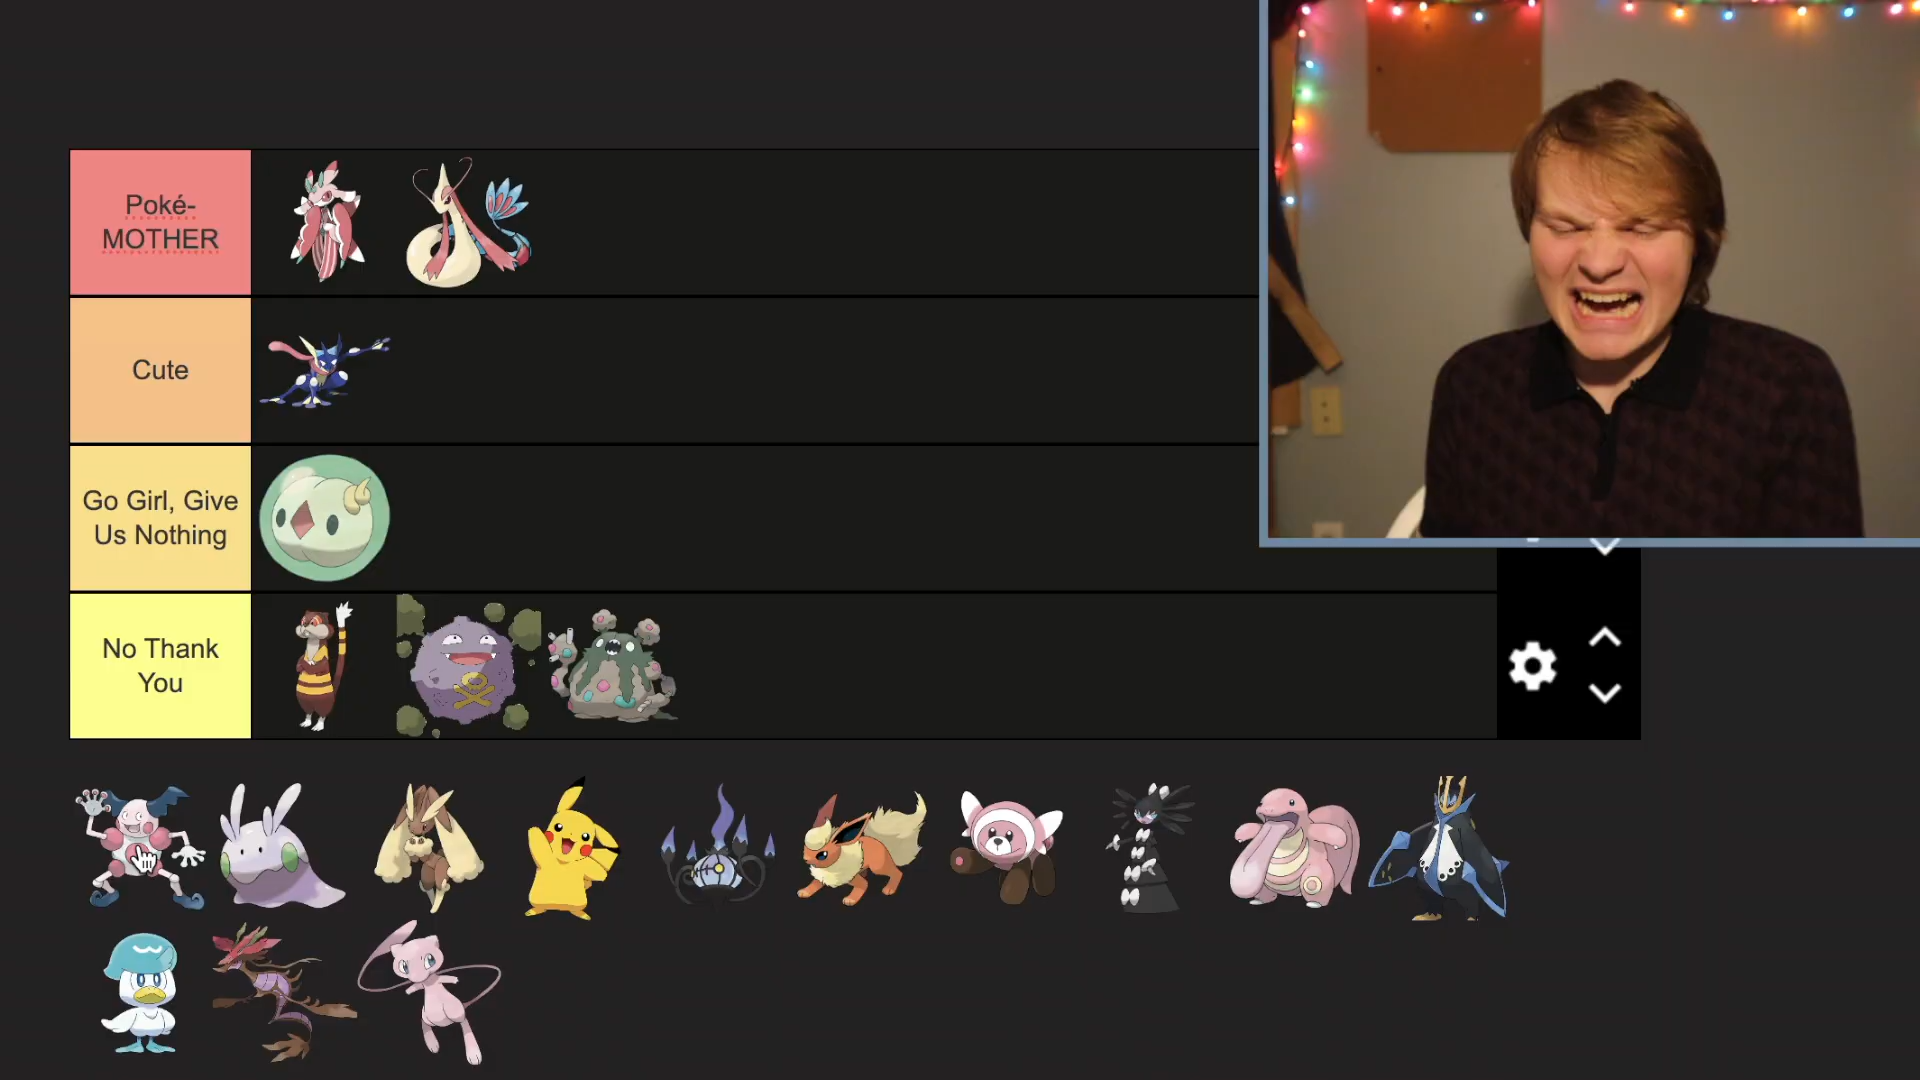 Poké-
MOTHER
Cute
Go Girl, Give
Us Nothing
No Thank
You